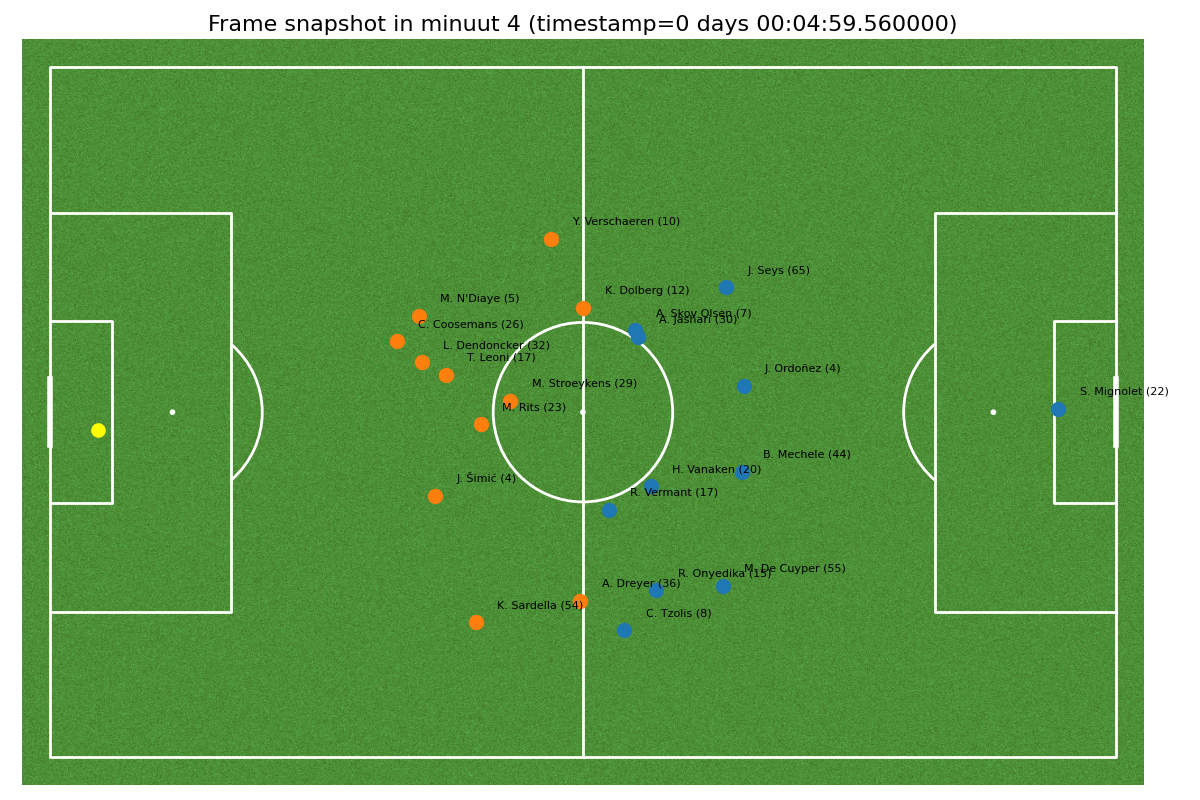 Frame snapshot in minuut 4 (timestamp=0 days 00:04:59.560000)
Y. Verschaeren (10)
J. Seys (65)
K. Dolberg (12)
M. N'Diaye (5)
A. Skov Olsen (7)
A. Jashari (30)
C. Coosemans (26)
L. Dendoncker (32)
T. Leoni (17)
J. Ordoñez (4)
M. Stroeykens (29)
S. Mignolet (22)
M. Rits (23)
B. Mechele (44)
H. Vanaken (20)
J. Šimić (4)
R. Vermant (17)
M. De Cuyper (55)
R. Onyedika (15)
A. Dreyer (36)
K. Sardella (54)
C. Tzolis (8)